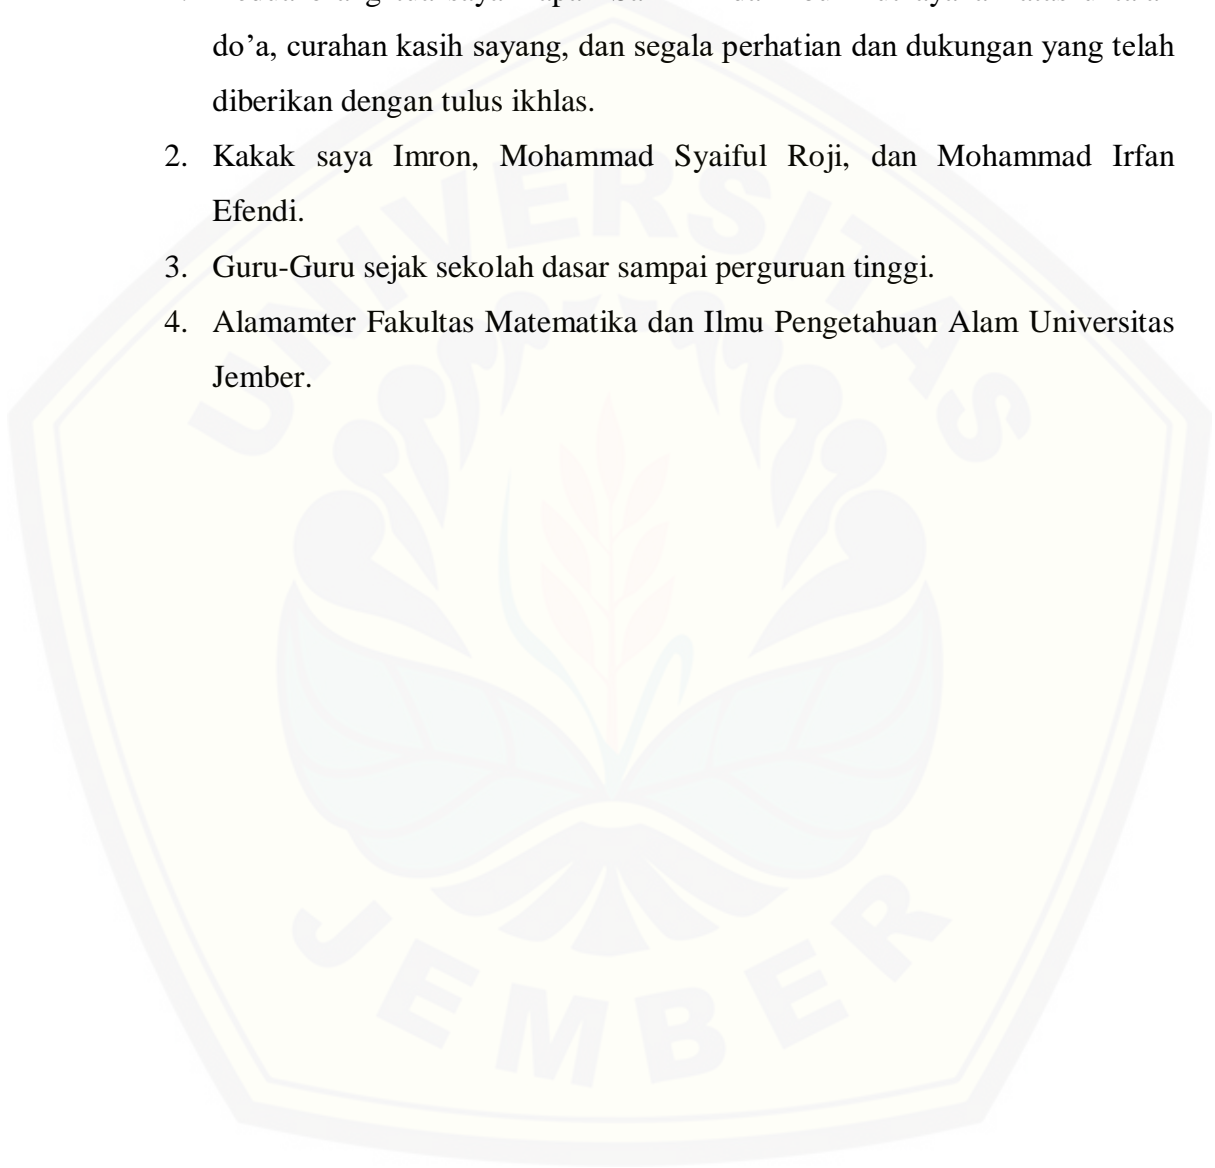 do’a, curahan kasih sayang, dan segala perhatian dan dukungan yang telah
diberikan dengan tulus ikhlas.
2. Kakak saya Imron, Mohammad Syaiful Roji, dan Mohammad Irfan
Efendi.
3. Guru-Guru sejak sekolah dasar sampai perguruan tinggi.
4. Alamamter Fakultas Matematika dan Ilmu Pengetahuan Alam Universitas
Jember.
UNIVERSITAS
JEMBER